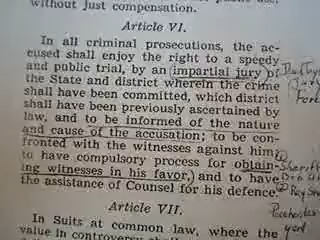 without just compensation.
Article VI.
In all criminal prosecutions, the ac-
cused shall enjoy the right to a speedy
and public trial, by an impartial jury of
the State and district wherein the crime
shall have been committed, which district
shall have been previously ascertained by
law, and to be informed of the nature
and cause of the accusation; to be con-
fronted with the witnesses against him;
to have compulsory process for obtain-
ing witnesses in his favor, and to have
the assistance of Counsel for his defence.
Article VII.
In Suits at common law, where the
value in controversy shall
Jury
Sheriff